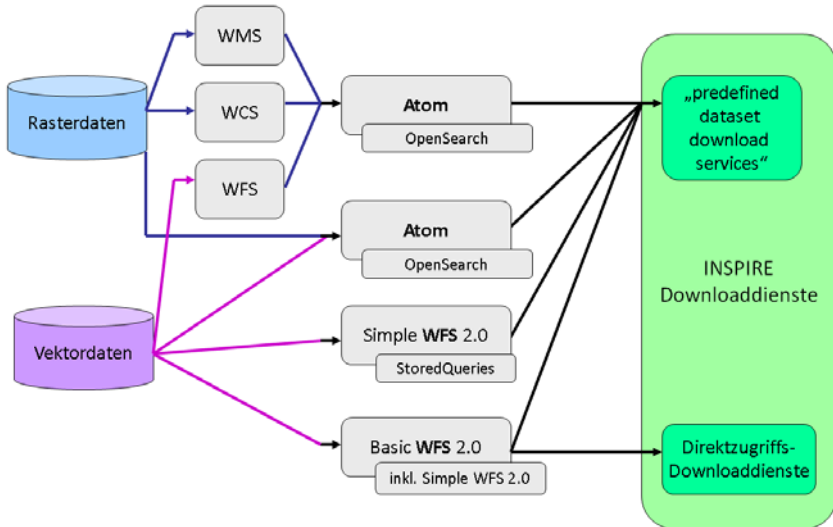 WMS
Rasterdaten
WCS
WFS
Atom
OpenSearch
Atom
OpenSearch
Vektordaten
Simple WFS 2.0
StoredQueries
Basic WFS 2.0
inkl. Simple WFS 2.0
„predefined
dataset
download
services“
INSPIRE
Downloaddienste
Direktzugriffs-
Downloaddienste